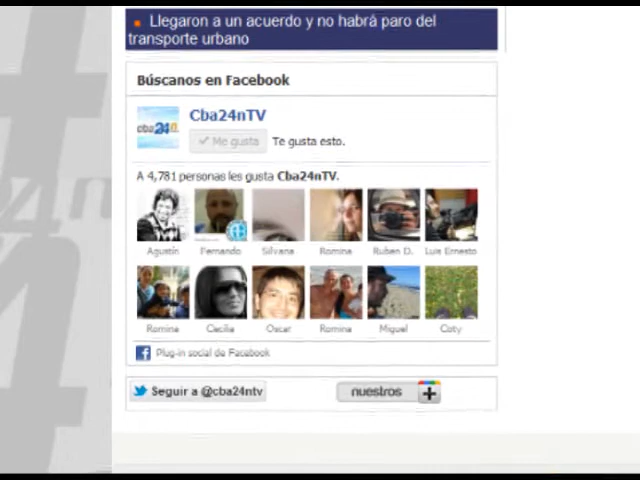 Llegaron a un acuerdo y no habrá paro del
transporte urbano
Búscanos en Facebook
cba24n.
Cba24nTV
Me gusta
Te gusta esto.
A 4,781 personas les gusta Cba24nTV.
Agustín
Fernando
Silvana
Romina
Ruben D.
Luis Ernesto
Romina
Cecilia
Oscar
Romina
Miguel
Coty
Plug-in social de Facebook
Seguir a @cba24ntv
nuestros